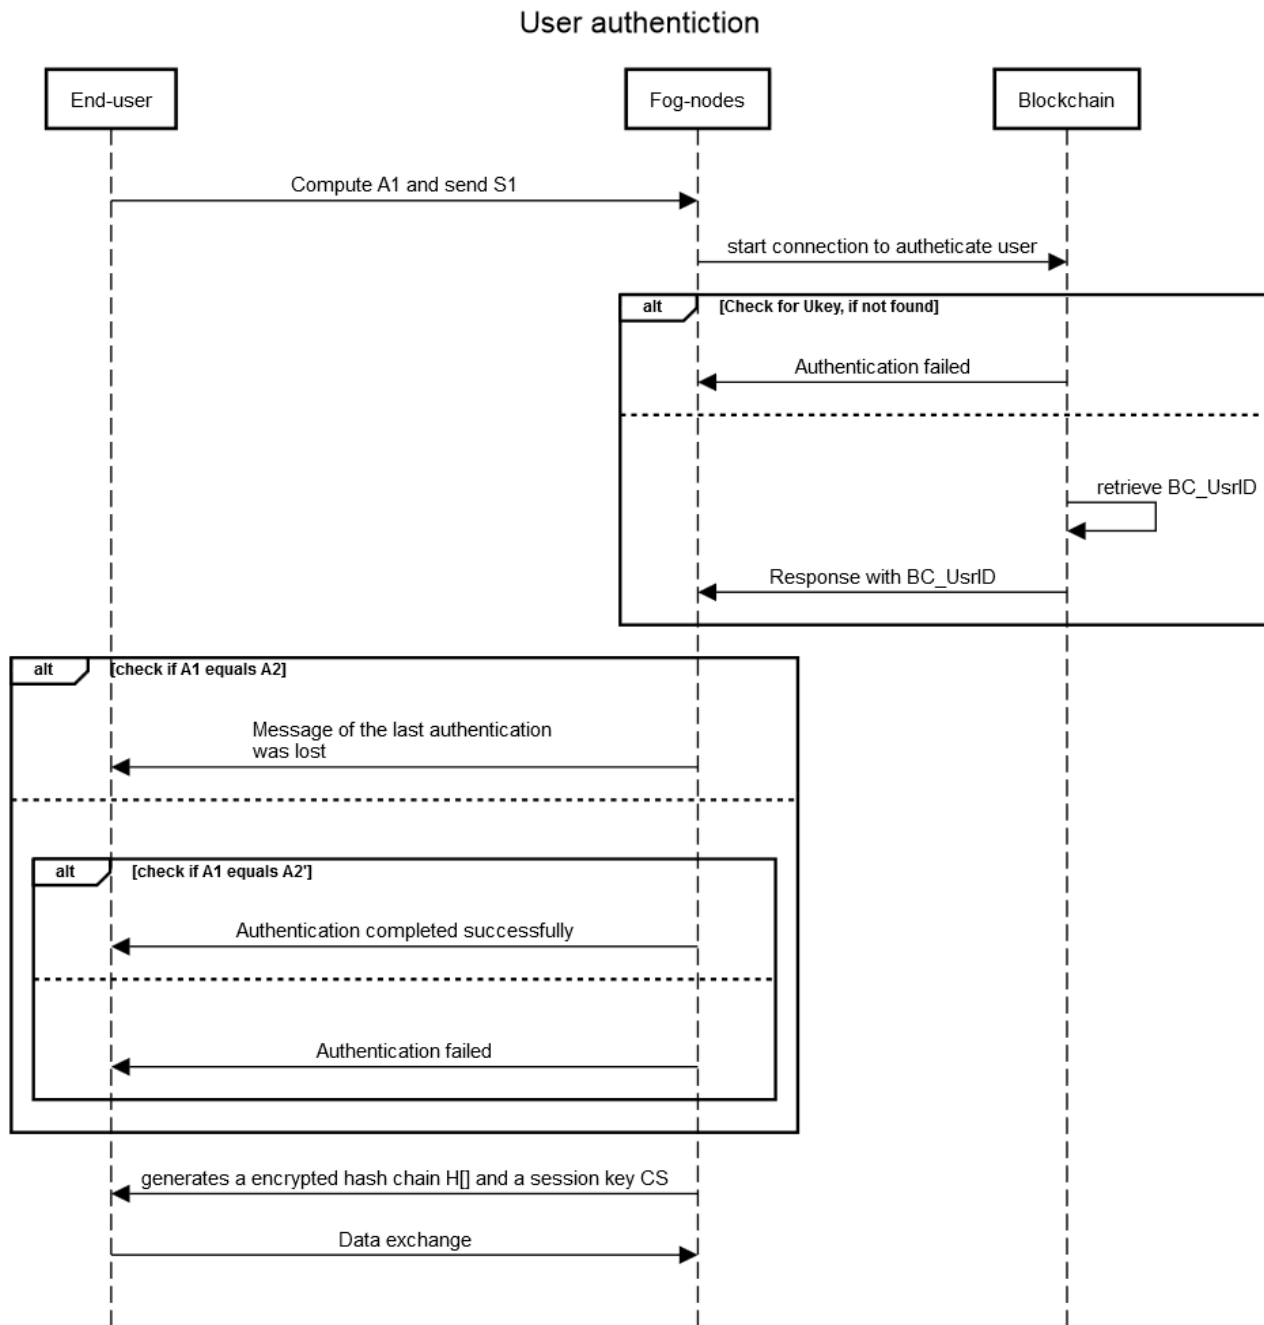 User authentiction
End-user
Fog-nodes
Blockchain
Compute A1 and send S1
start connection to autheticate user
alt
[Check for Ukey, if not found]
Authentication failed
retrieve BC_UsrID
Response with BC_UsrID
alt
[check if A1 equals A2]
Message of the last authentication
was lost
alt
[check if A1 equals A2']
Authentication completed successfully
Authentication failed
generates a encrypted hash chain H[] and a session key CS
Data exchange